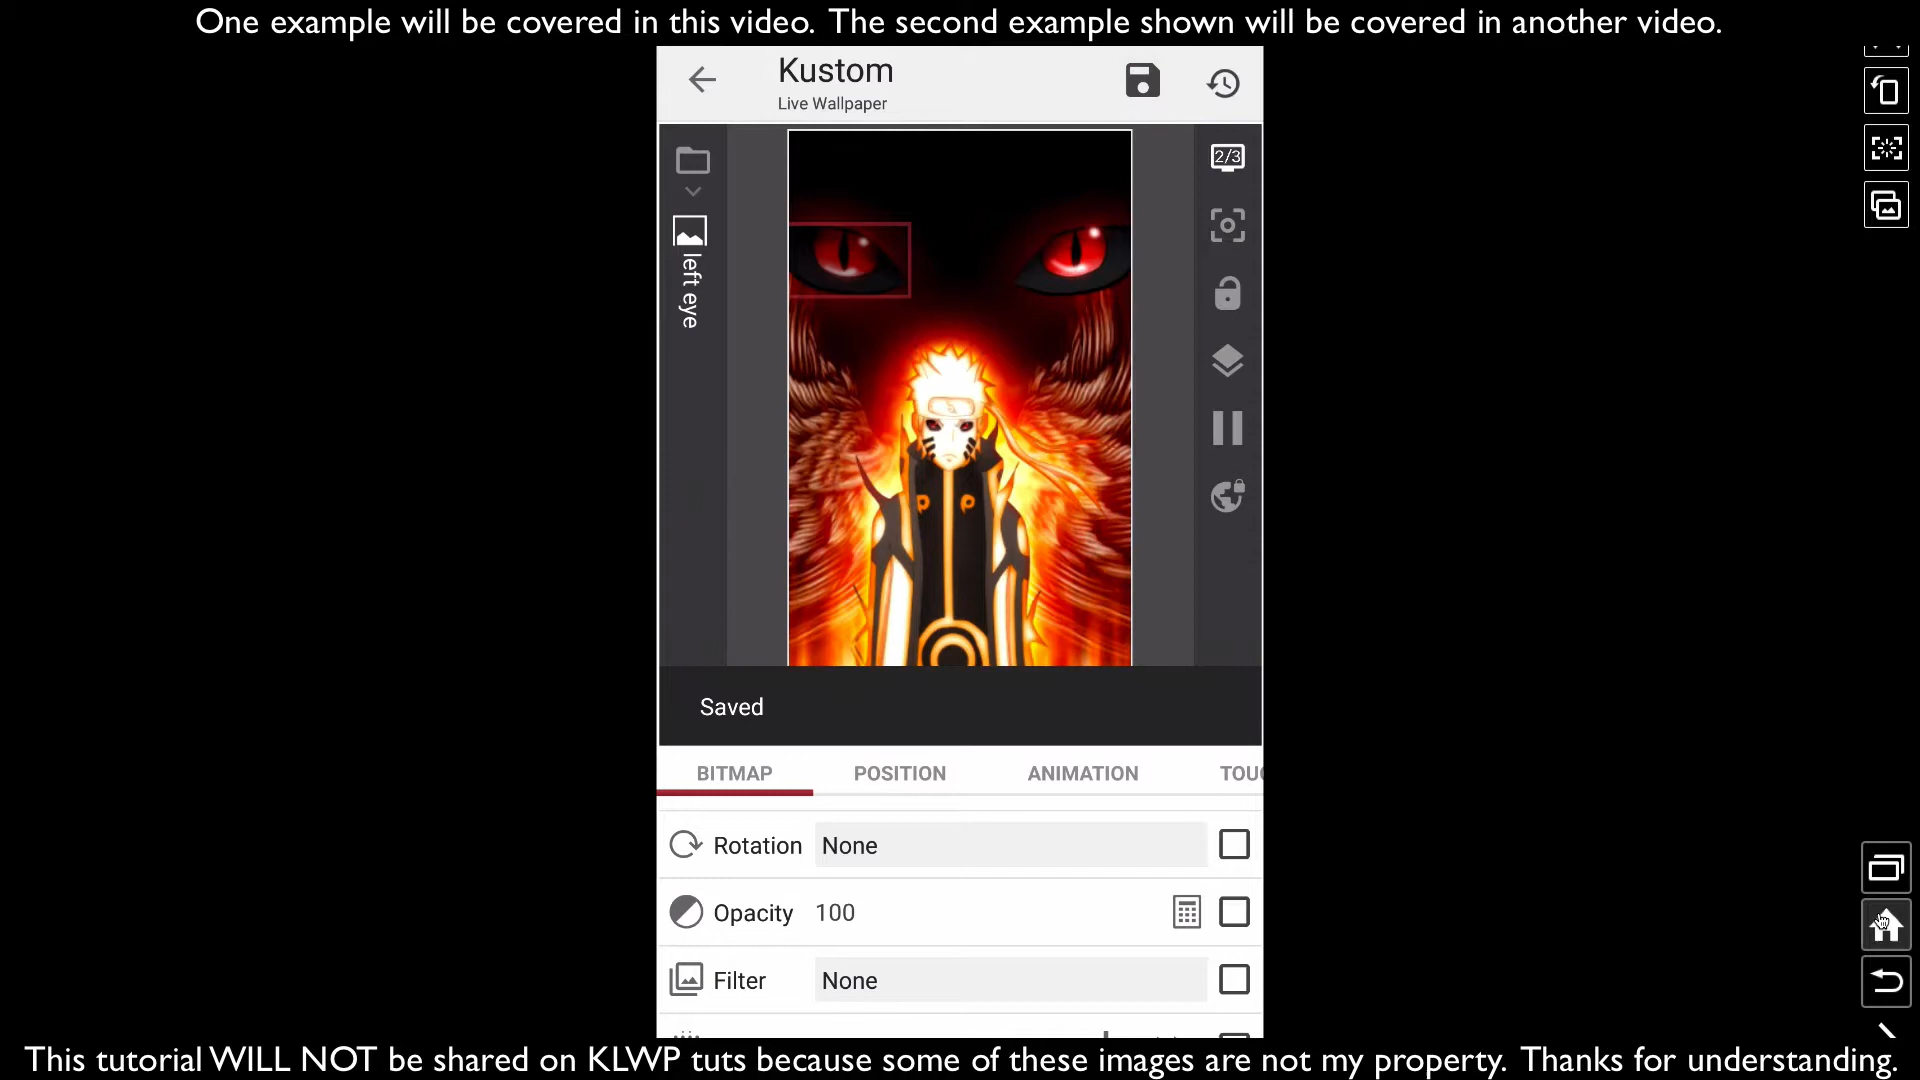 One example will be covered in this video. The second example shown will be covered in another video.
Kustom
Live Wallpaper
2/3
left eye
Saved
BITMAP POSITION ANIMATION TOUC
Rotation None
Opacity 100
Filter None
This tutorial WILL NOT be shared on KLWP tuts because some of these images are not my property. Thanks for understanding.